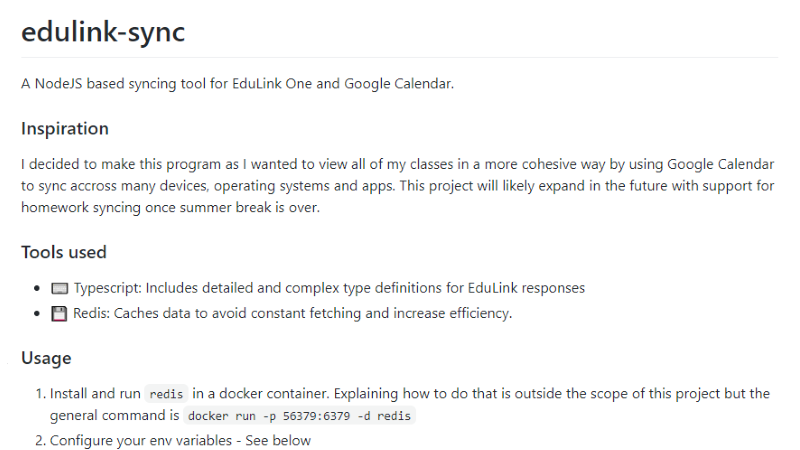 edulink-sync
A NodeJS based syncing tool for EduLink One and Google Calendar.
Inspiration
I decided to make this program as I wanted to view all of my classes in a more cohesive way by using Google Calendar
to sync accross many devices, operating systems and apps. This project will likely expand in the future with support for
homework syncing once summer break is over.
Tools used
• ⌨️ Typescript: Includes detailed and complex type definitions for EduLink responses
• 💾 Redis: Caches data to avoid constant fetching and increase efficiency.
Usage
1. Install and run redis in a docker container. Explaining how to do that is outside the scope of this project but the
general command is docker run -p 56379:6379 -d redis
2. Configure your env variables - See below